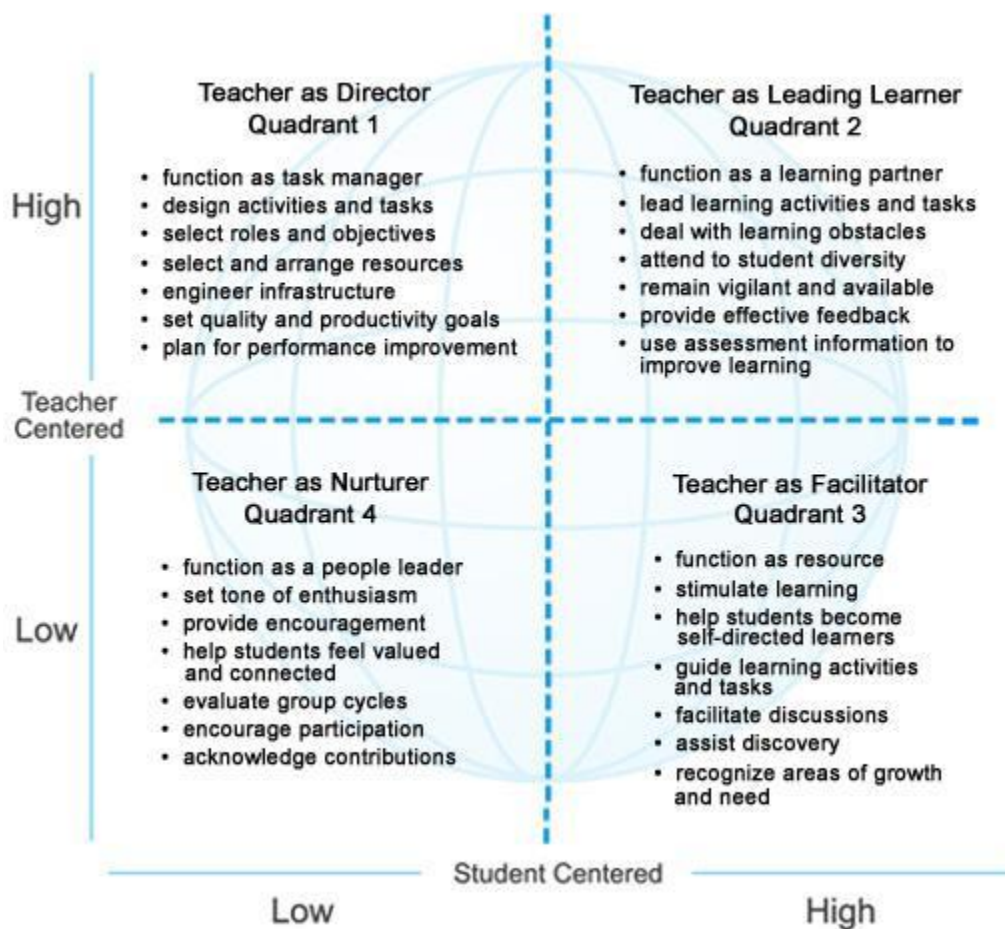 Teacher as Director
Quadrant 1
• function as task manager
• design activities and tasks
• select roles and objectives
• select and arrange resources
• engineer infrastructure
• set quality and productivity goals
• plan for performance improvement
Teacher as Leading Learner
Quadrant 2
• function as a learning partner
• lead learning activities and tasks
• deal with learning obstacles
• attend to student diversity
• remain vigilant and available
• provide effective feedback
• use assessment information to
improve learning
High
Teacher
Centered
Low
Teacher as Nurturer
Quadrant 4
• function as a people leader
• set tone of enthusiasm
• provide encouragement
• help students feel valued
and connected
• evaluate group cycles
• encourage participation
• acknowledge contributions
Teacher as Facilitator
Quadrant 3
• function as resource
• stimulate learning
• help students become
self-directed learners
• guide learning activities
and tasks
• facilitate discussions
• assist discovery
• recognize areas of growth
and need
Student Centered
Low
High